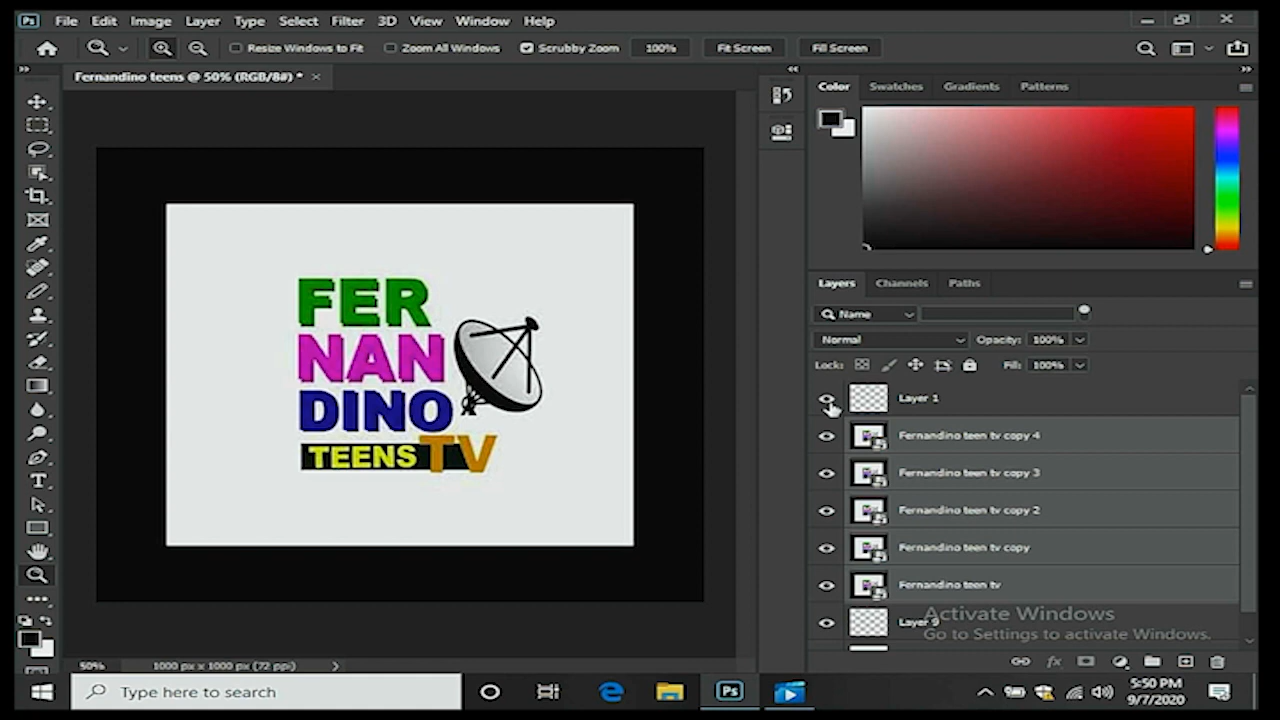 Ps File Edit Image Layer Type Select Filter 3D View Window Help
Resize Windows to Fit Zoom All Windows Scrubby Zoom 100% Fit Screen Fill Screen
Fernandino teens @ 50% (RGB/8#) *
Color Swatches Gradients Patterns
FER
NAN
DINO
TEENS TV
Layers Channels Paths
Name
Normal Opacity: 100%
Lock: Fill: 100%
Layer 1
Fernandino teen tv copy 4
Fernandino teen tv copy 3
Fernandino teen tv copy 2
Fernandino teen tv copy
Fernandino teen tv
Layer 9
Activate Windows
Go to Settings to activate Windows.
50% 1000 px x 1000 px (72 ppi)
Type here to search
Ps
5:50 PM
9/7/2020